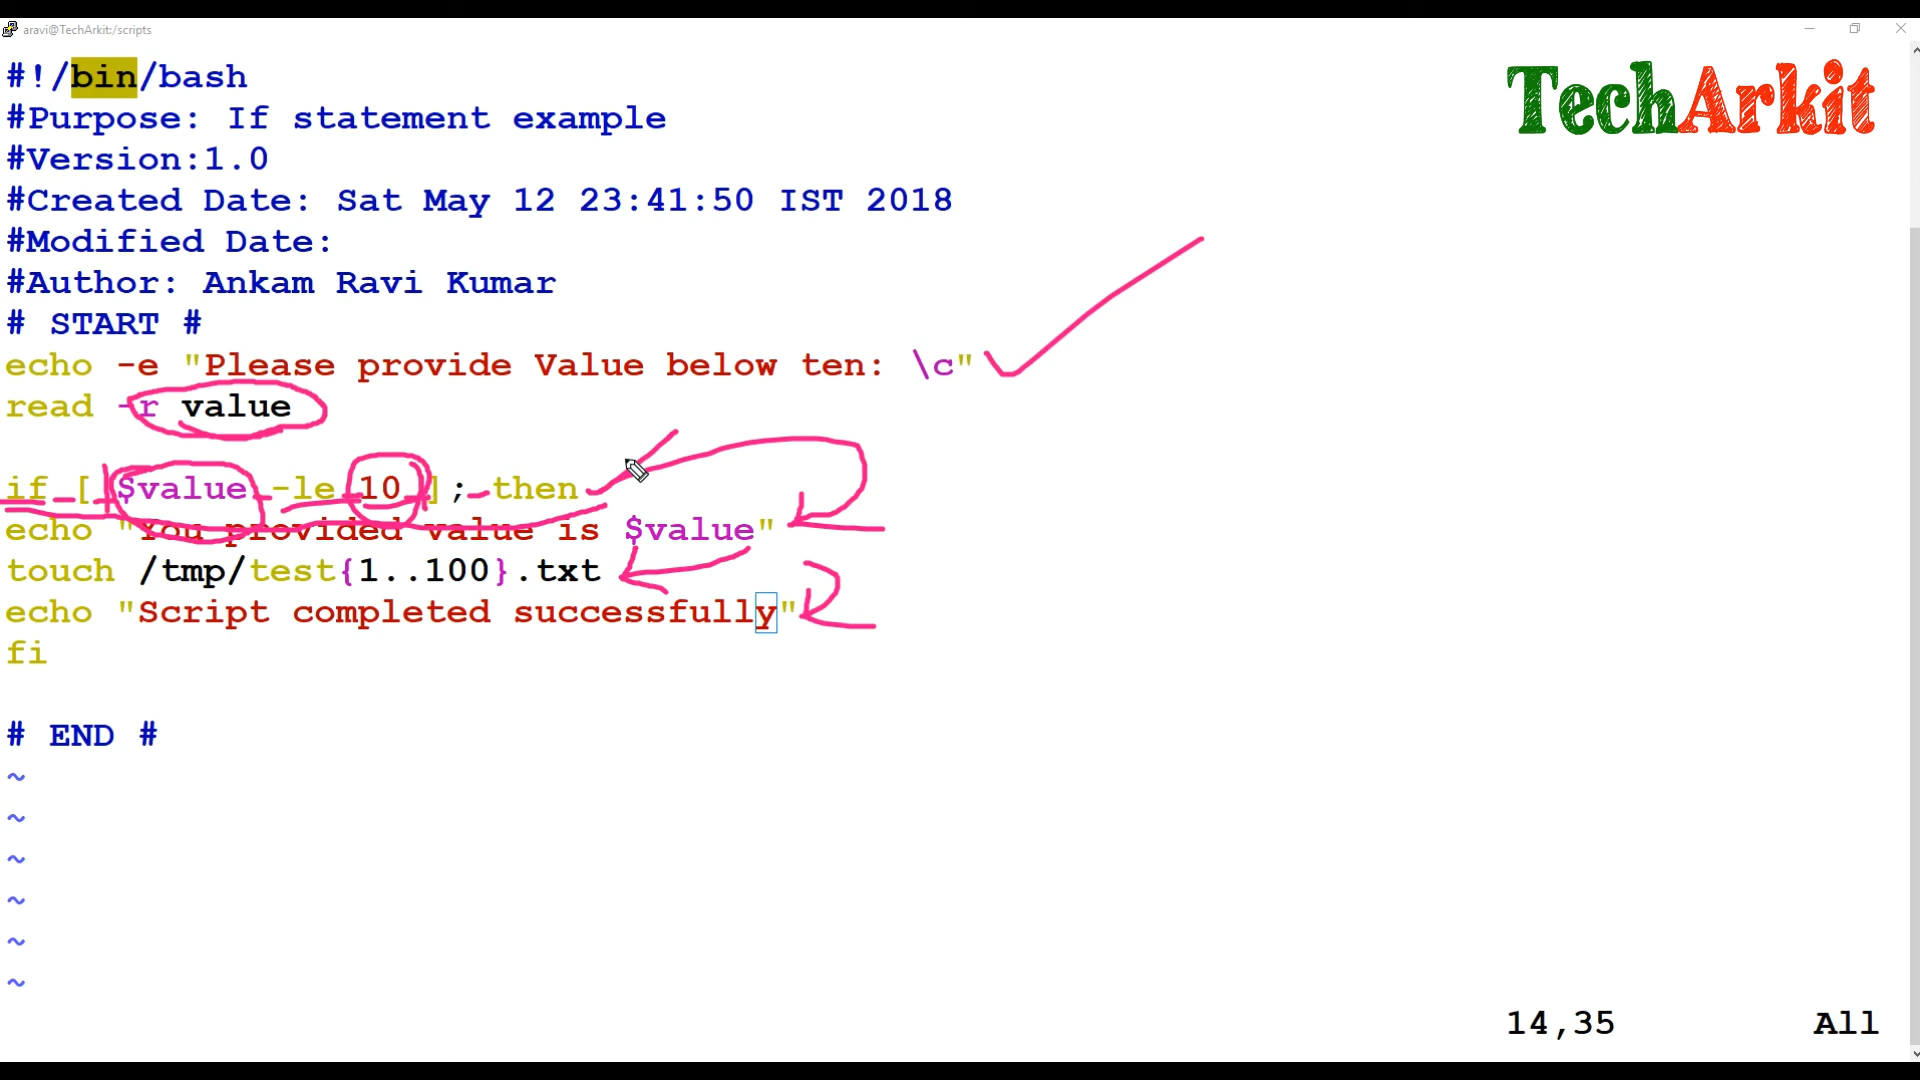 aravi@TechArkit:/scripts
TechArkit
#!/bin/bash
#Purpose: If statement example
#Version:1.0
#Created Date: Sat May 12 23:41:50 IST 2018
#Modified Date:
#Author: Ankam Ravi Kumar
# START #
echo -e "Please provide Value below ten: \c"
read -r value
if [ $value -le 10 ]; then
echo "You provided value is $value"
touch /tmp/test{1..100}.txt
echo "Script completed successfully"
fi
# END #
~
~
~
~
~
~
14,35 All